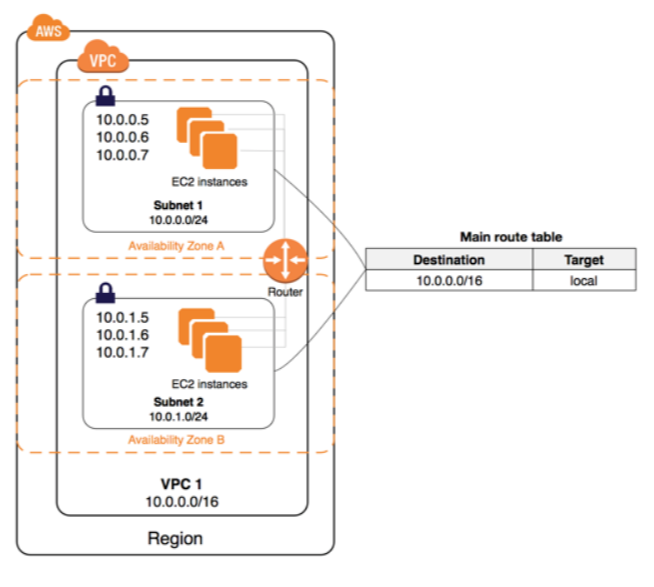 AWS
VPC
10.0.0.5
10.0.0.6
10.0.0.7
EC2 instances
Subnet 1
10.0.0.0/24
Availability Zone A
Router
10.0.1.5
10.0.1.6
10.0.1.7
EC2 instances
Subnet 2
10.0.1.0/24
Availability Zone B
VPC 1
10.0.0.0/16
Region
Main route table
Destination Target
10.0.0.0/16 local